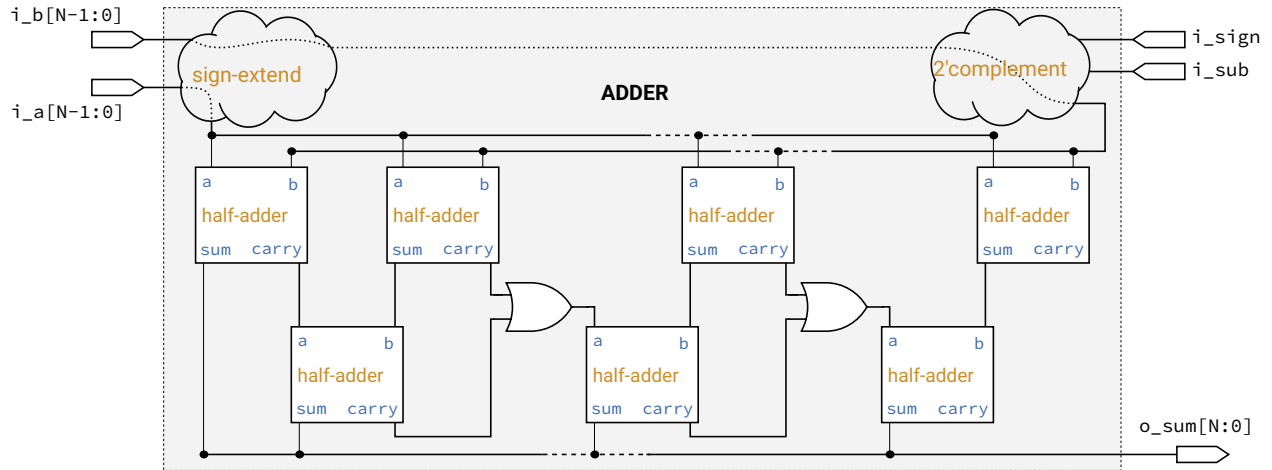 i_b[N-1:0]
i_sign
sign-extend
2'complement
i_sub
ADDER
i_a[N-1:0]
a b a b a b a b
half-adder half-adder half-adder half-adder
sum carry sum carry sum carry sum carry
a b a b a b
half-adder half-adder half-adder
sum carry sum carry sum carry
o_sum[N:0]